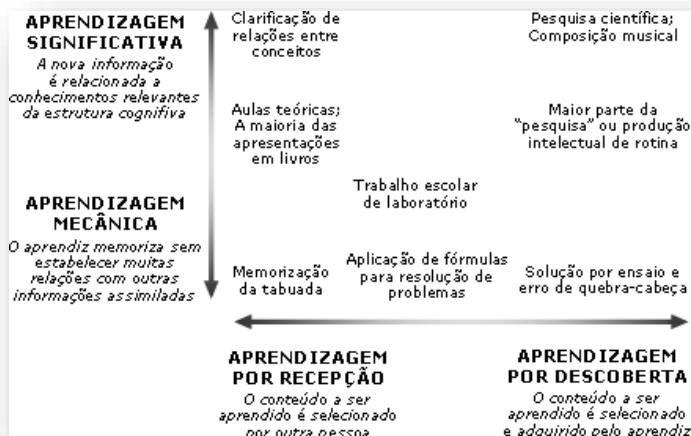 APRENDIZAGEM
SIGNIFICATIVA
A nova informação
é relacionada a
conhecimentos relevantes
da estrutura cognifiva
Clarificação de
relações entre
conceitos
Pesquisa científica;
Composição musical
Aulas teóricas;
A maioria das
apresentações
em livros
Maior parte da
"pesquisa" ou produção
intelectual de rotina
Trabalho escolar
de laboratório
APRENDIZAGEM
MECÂNICA
O aprendiz memoriza sem
estabelecer muitas
relações com outras
informações assimiladas
Memorização
da tabuada
Aplicação de fórmulas
para resolução de
problemas
Solução por ensaio e
erro de quebra-cabeça
APRENDIZAGEM
POR RECEPÇÃO
O conteúdo a ser
aprendido é selecionado
por outra pessoa
APRENDIZAGEM
POR DESCOBERTA
O conteúdo a ser
aprendido é selecionado
e adquirido pelo aprendiz